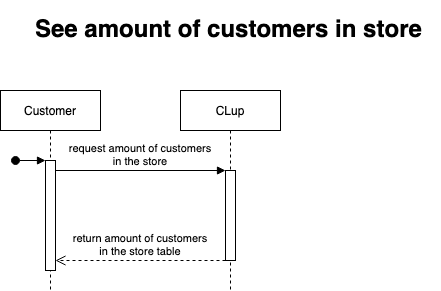 See amount of customers in store
Customer
CLup
request amount of customers
in the store
return amount of customers
in the store table